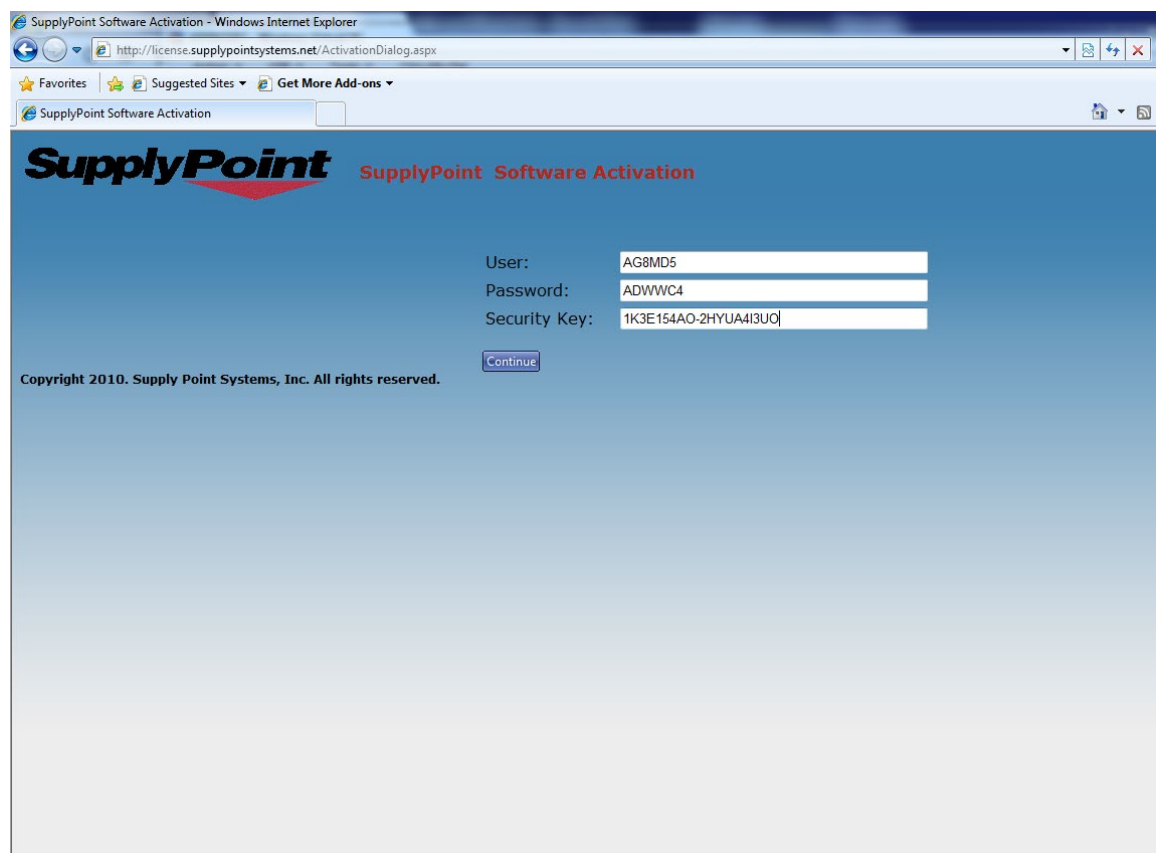 SupplyPoint Software Activation - Windows Internet Explorer
http://license.supplypointsystems.net/ActivationDialog.aspx
Favorites Suggested Sites Get More Add-ons
SupplyPoint Software Activation
SupplyPoint SupplyPoint Software Activation
User: AG8MD5
Password: ADWWC4
Security Key: 1K3E154AO-2HYUA4I3UO
Continue
Copyright 2010. Supply Point Systems, Inc. All rights reserved.